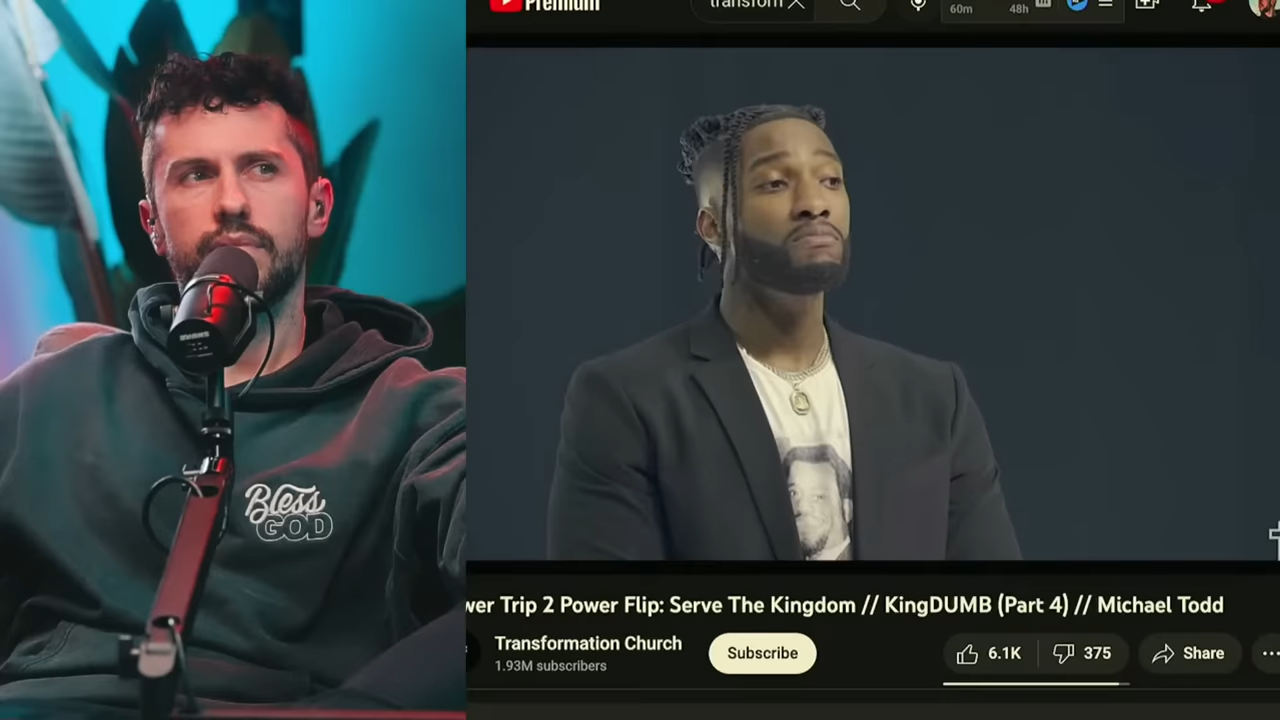 Premium
transform
60m
48h
Bless
GOD
wer Trip 2 Power Flip: Serve The Kingdom // KingDUMB (Part 4) // Michael Todd
Transformation Church
1.93M subscribers
Subscribe
6.1K
375
Share